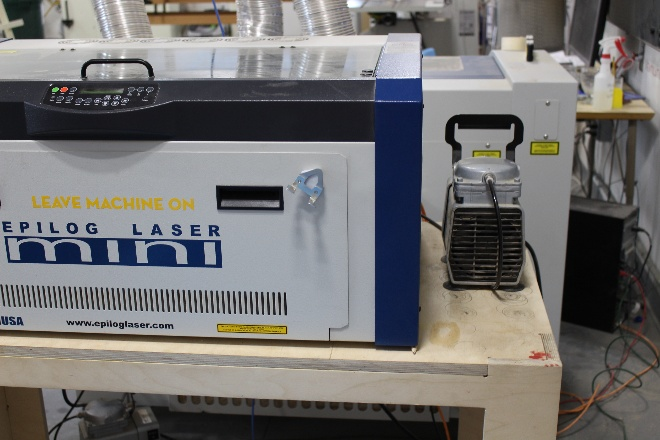 LEAVE MACHINE ON
EPILOG LASER
mini
USA
www.epiloglaser.com